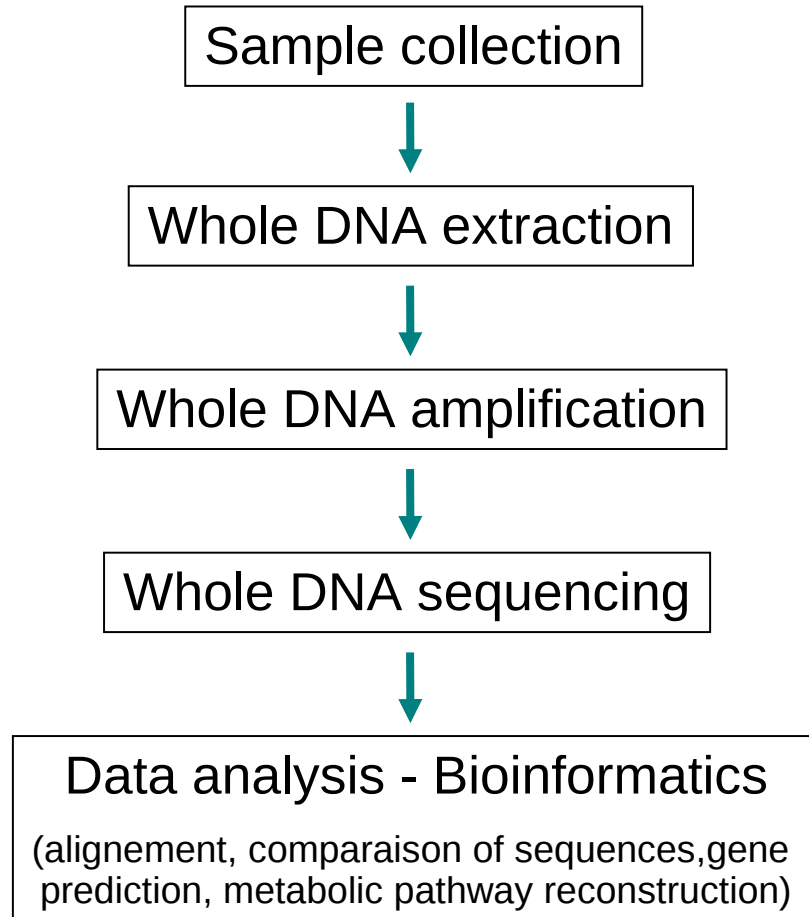 Sample collection
Whole DNA extraction
Whole DNA amplification
Whole DNA sequencing
Data analysis - Bioinformatics
(alignement, comparaison of sequences,gene
prediction, metabolic pathway reconstruction)